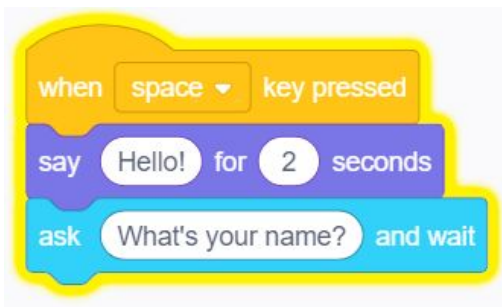 when space key pressed
say Hello! for 2 seconds
ask What's your name? and wait